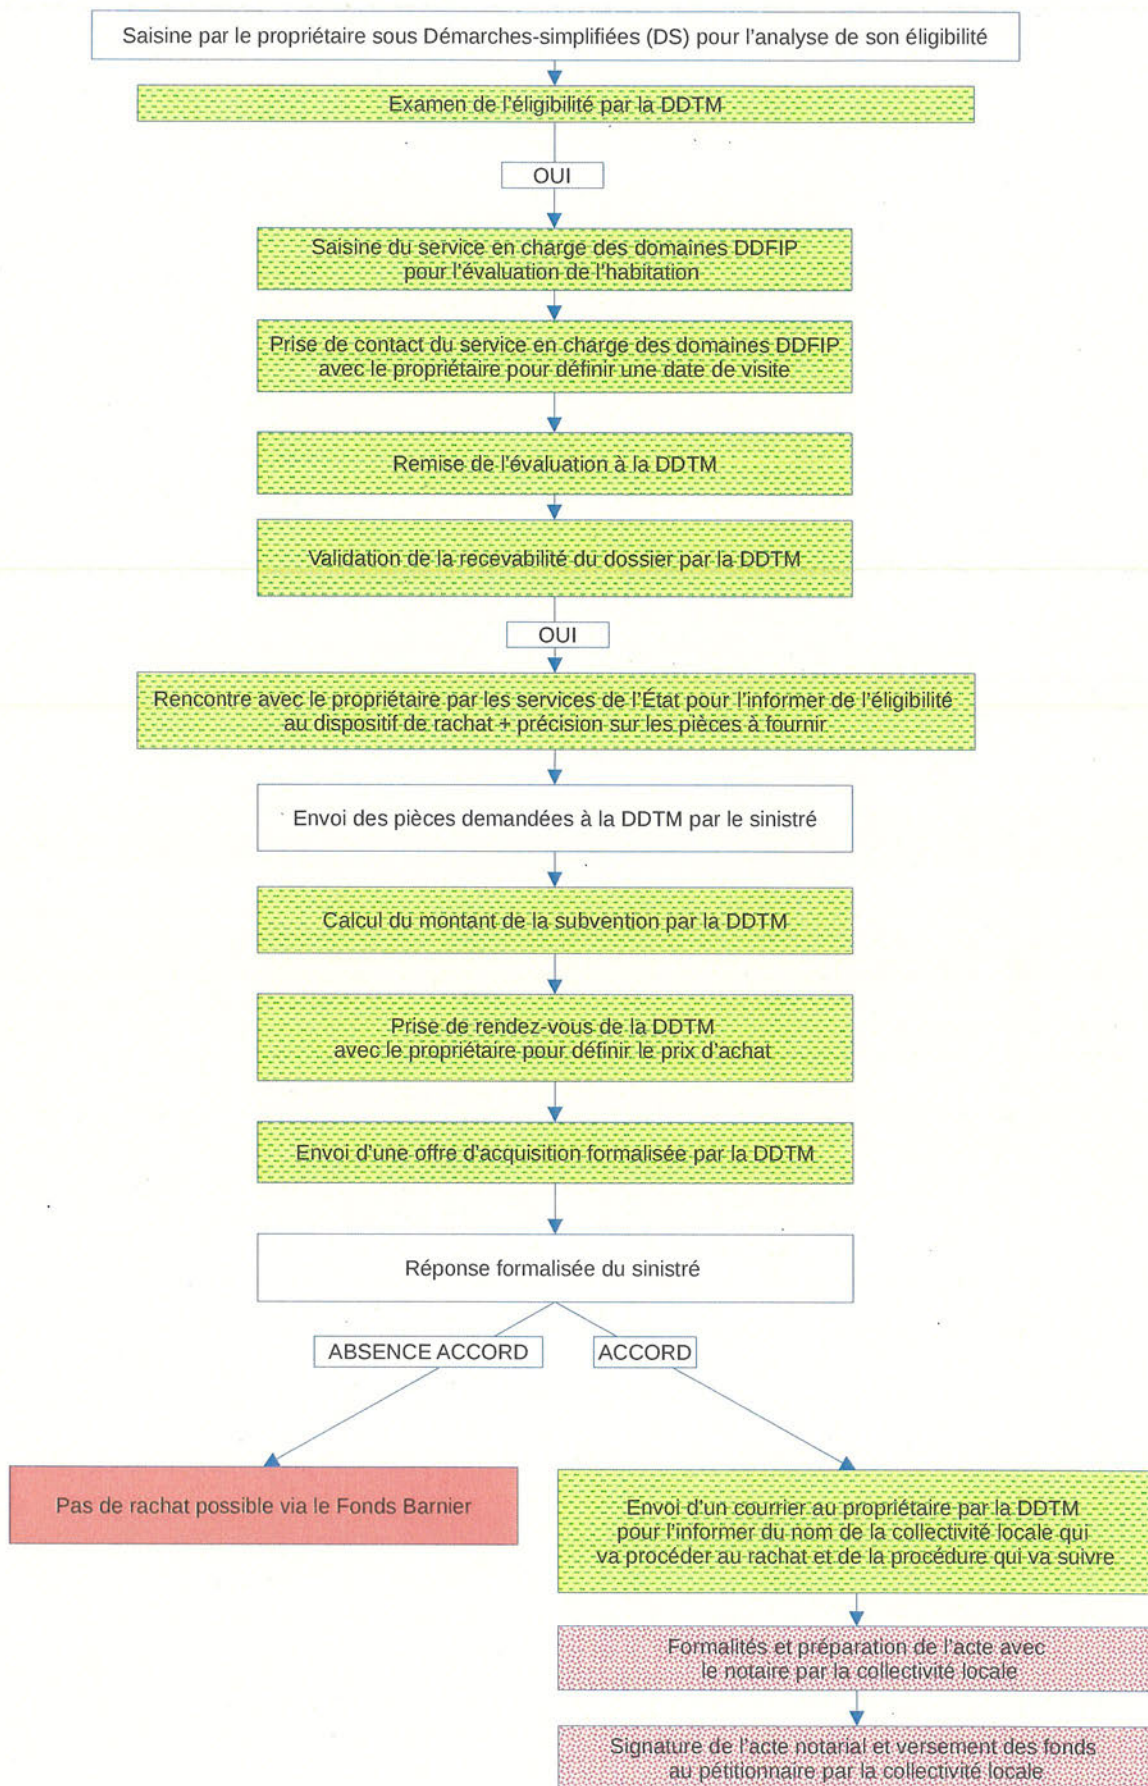 Saisine par le propriétaire sous Démarches-simplifiées (DS) pour l'analyse de son éligibilité
Examen de l'éligibilité par la DDTM
OUI
Saisine du service en charge des domaines DDFIP
pour l'évaluation de l'habitation
Prise de contact du service en charge des domaines DDFIP
avec le propriétaire pour définir une date de visite
Remise de l'évaluation à la DDTM
Validation de la recevabilité du dossier par la DDTM
OUI
Rencontre avec le propriétaire par les services de l'État pour l'informer de l'éligibilité
au dispositif de rachat + précision sur les pièces à fournir
Envoi des pièces demandées à la DDTM par le sinistré
Calcul du montant de la subvention par la DDTM
Prise de rendez-vous de la DDTM
avec le propriétaire pour définir le prix d'achat
Envoi d'une offre d'acquisition formalisée par la DDTM
Réponse formalisée du sinistré
ABSENCE ACCORD
ACCORD
Pas de rachat possible via le Fonds Barnier
Envoi d'un courrier au propriétaire par la DDTM
pour l'informer du nom de la collectivité locale qui
va procéder au rachat et de la procédure qui va suivre
Formalités et préparation de l'acte avec
le notaire par la collectivité locale
Signature de l'acte notarial et versement des fonds
au pétitionnaire par la collectivité locale